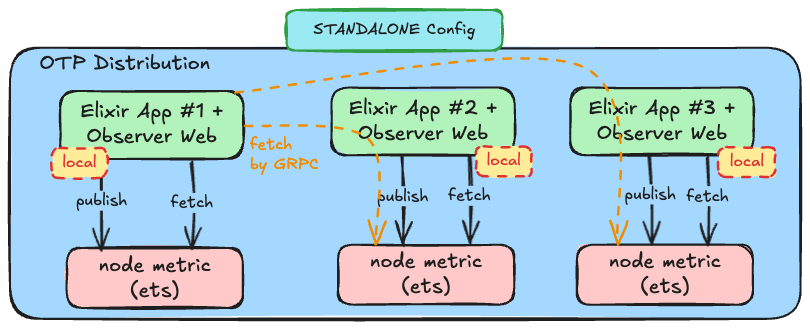 STANDALONE Config
OTP Distribution
Elixir App #1 +
Observer Web
local
Elixir App #2 +
Observer Web
local
Elixir App #3 +
Observer Web
local
fetch
by GRPC
publish
fetch
publish
fetch
publish
fetch
node metric
(ets)
node metric
(ets)
node metric
(ets)